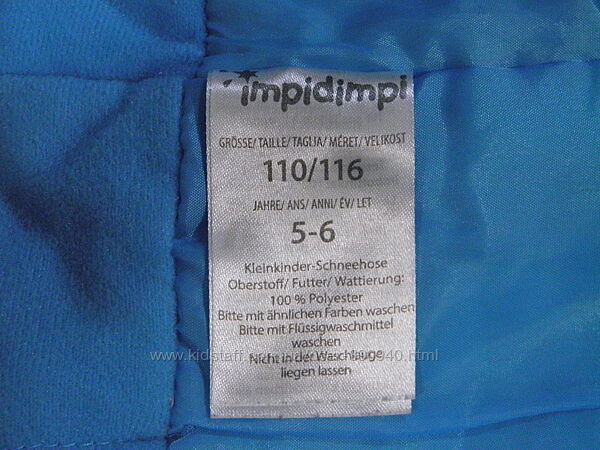 impidimpi
GRÖSSE/ TAILLE/ TAGLIA/ MÉRET/ VELIKOST
110/116
JAHRE/ ANS/ ANNI/ ÉV/ LET
5-6
Kleinkinder-Schneehose
Oberstoff/ Futter/ Wattierung:
100 % Polyester
Bitte mit ähnlichen Farben waschen
Bitte mit Flüssigwaschmittel
waschen
Nicht in der Waschlauge
liegen lassen